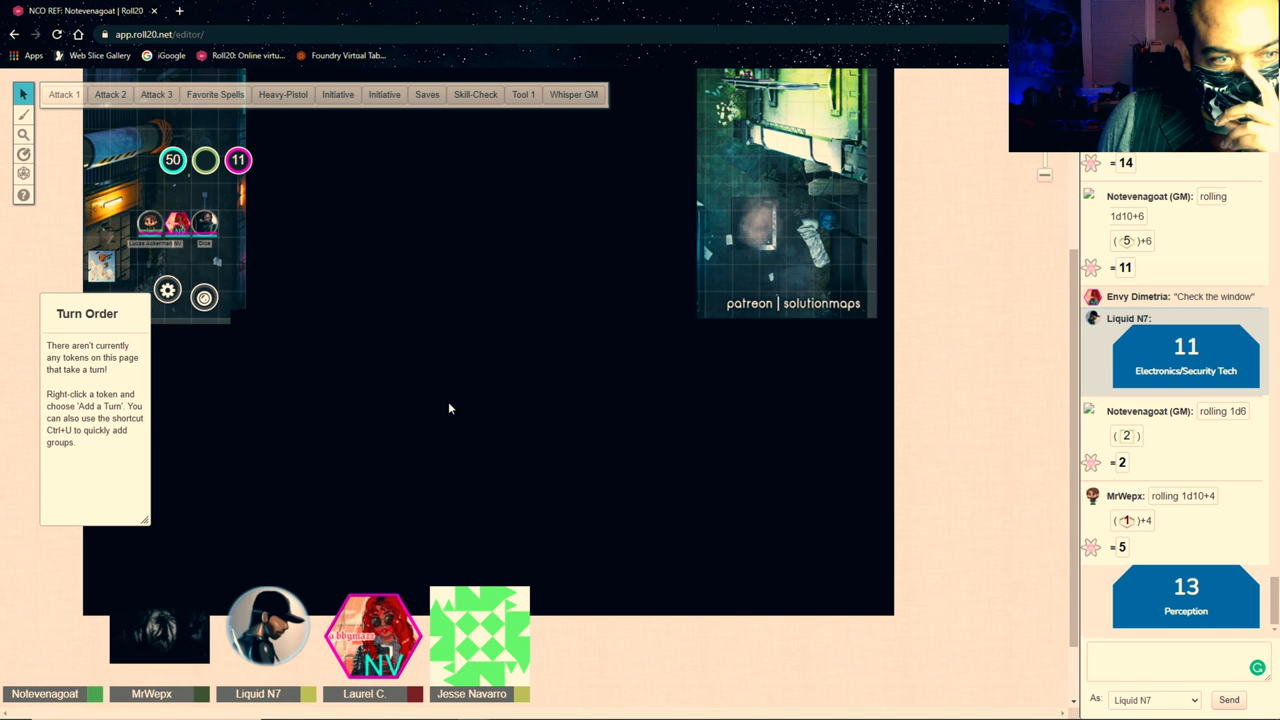 NCO REF: Notevenagoat | Roll20
app.roll20.net/editor/
Apps Web Slice Gallery iGoogle Roll20: Online virtu... Foundry Virtual Tab...
Attack 1 Attack 2 Attack 3 Favorite Spells Heavy-Pistol Initiative Initiative Saves Skill-Check Tool 1 Whisper GM
50 11
Lucas Ackerman NV Dice
patreon | solutionmaps
Turn Order
There aren't currently
any tokens on this page
that take a turn!
Right-click a token and
choose 'Add a Turn'. You
can also use the shortcut
Ctrl+U to quickly add
groups.
= 14
Notevenagoat (GM): rolling
1d10+6
( 5 )+6
= 11
Envy Dimetria: "Check the window"
Liquid N7:
11
Electronics/Security Tech
Notevenagoat (GM): rolling 1d6
( 2 )
= 2
MrWepx: rolling 1d10+4
( 1 )+4
= 5
13
Perception
NV
Notevenagoat MrWepx Liquid N7 Laurel C. Jesse Navarro
As: Liquid N7 Send